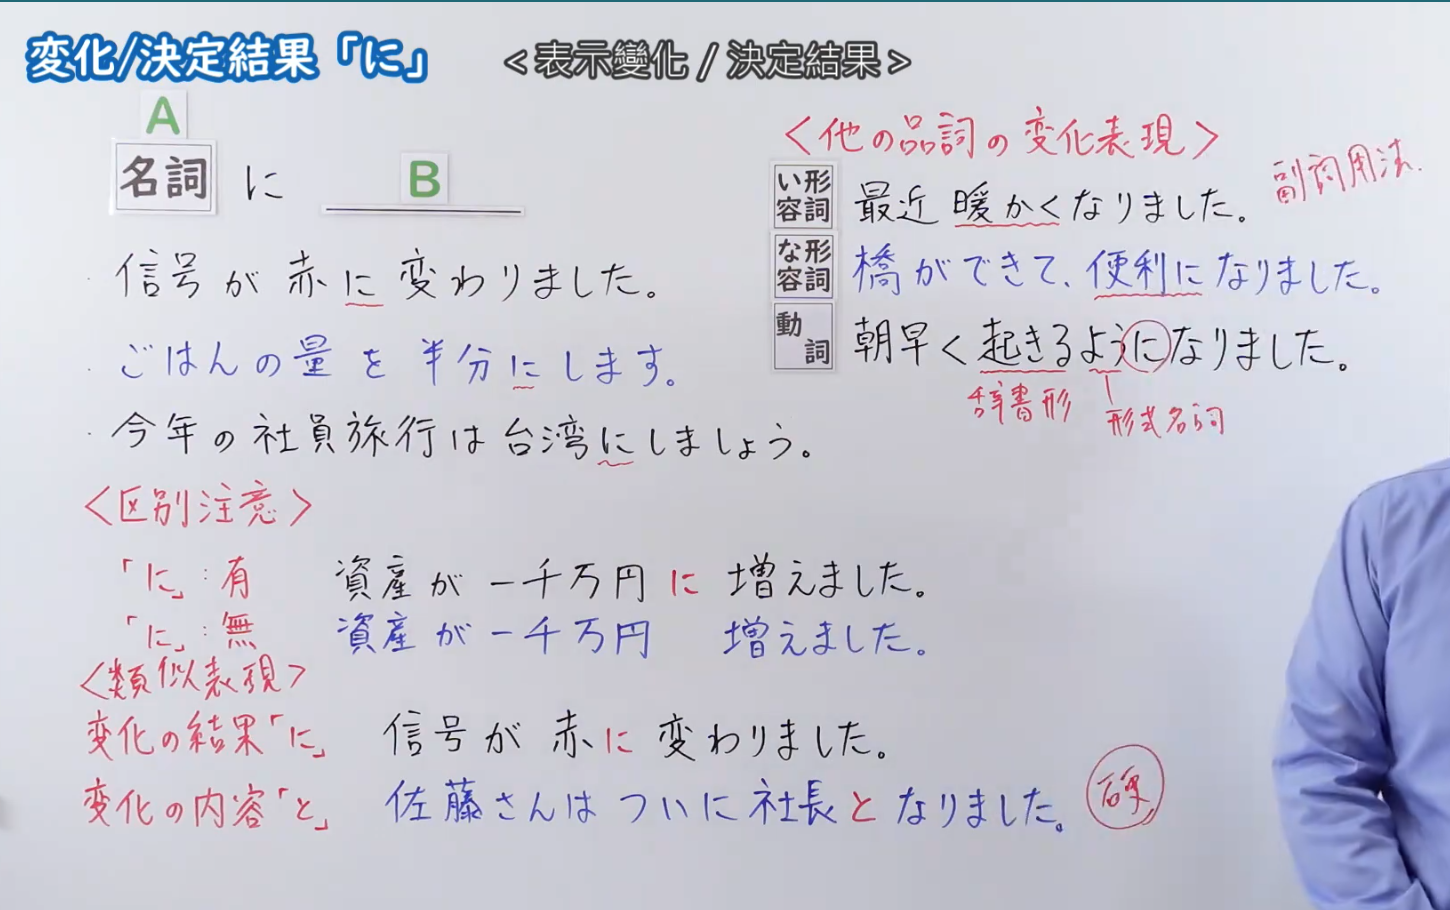 変化/決定結果「に」 <表示變化 / 決定結果>
A
名詞 に B
信号が赤に変わりました。
ごはんの量を半分にします。
今年の社員旅行は台湾にしましょう。
<区別注意>
「に」:有 資産が一千万円に増えました。
「に」:無 資産が一千万円 増えました。
<類似表現>
変化の結果「に」 信号が赤に変わりました。
変化の内容「と」 佐藤さんはついに社長となりました。 硬
<他の品詞の変化表現>
副詞用法.
い形容詞 最近暖かくなりました。
な形容詞 橋ができて、便利になりました。
動詞 朝早く起きるようになりました。
辞書形 形式名詞